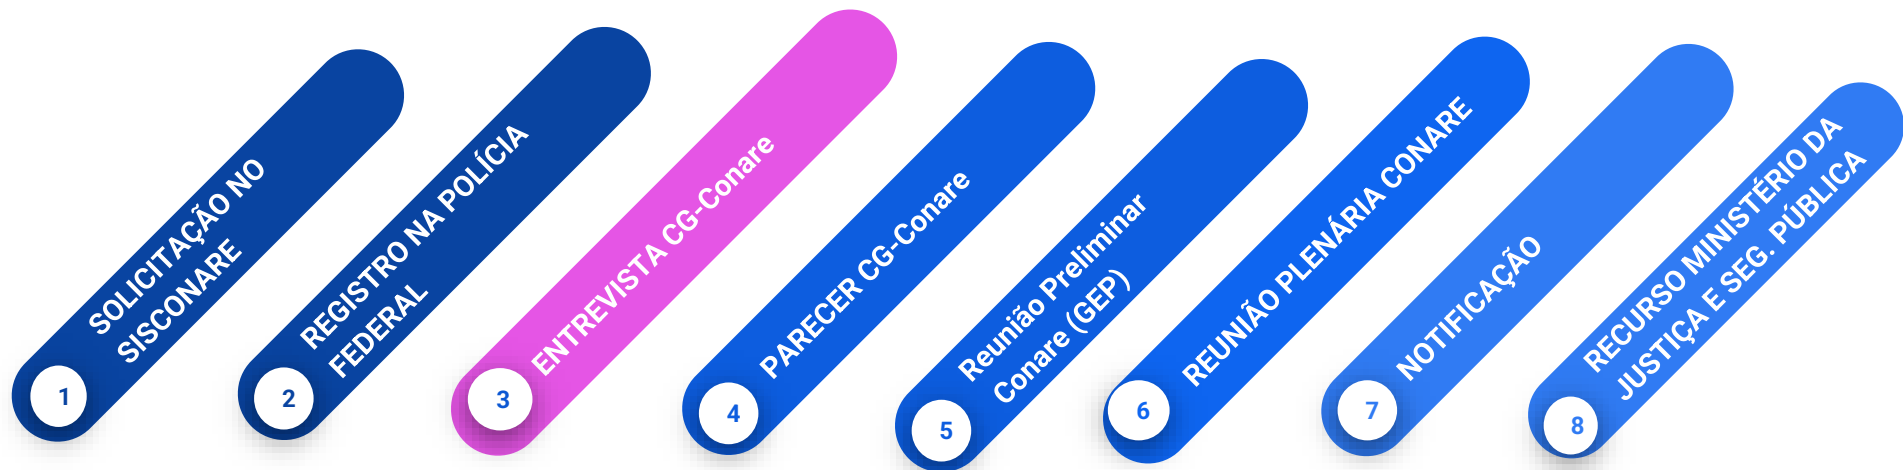 SOLICITAÇÃO NO
SISCONARE
1
REGISTRO NA POLÍCIA
FEDERAL
2
ENTREVISTA CG-Conare
3
PARECER CG-Conare
4
Reunião Preliminar
Conare (GEP)
5
REUNIÃO PLENÁRIA CONARE
6
NOTIFICAÇÃO
7
RECURSO MINISTÉRIO DA
JUSTIÇA E SEG. PÚBLICA
8